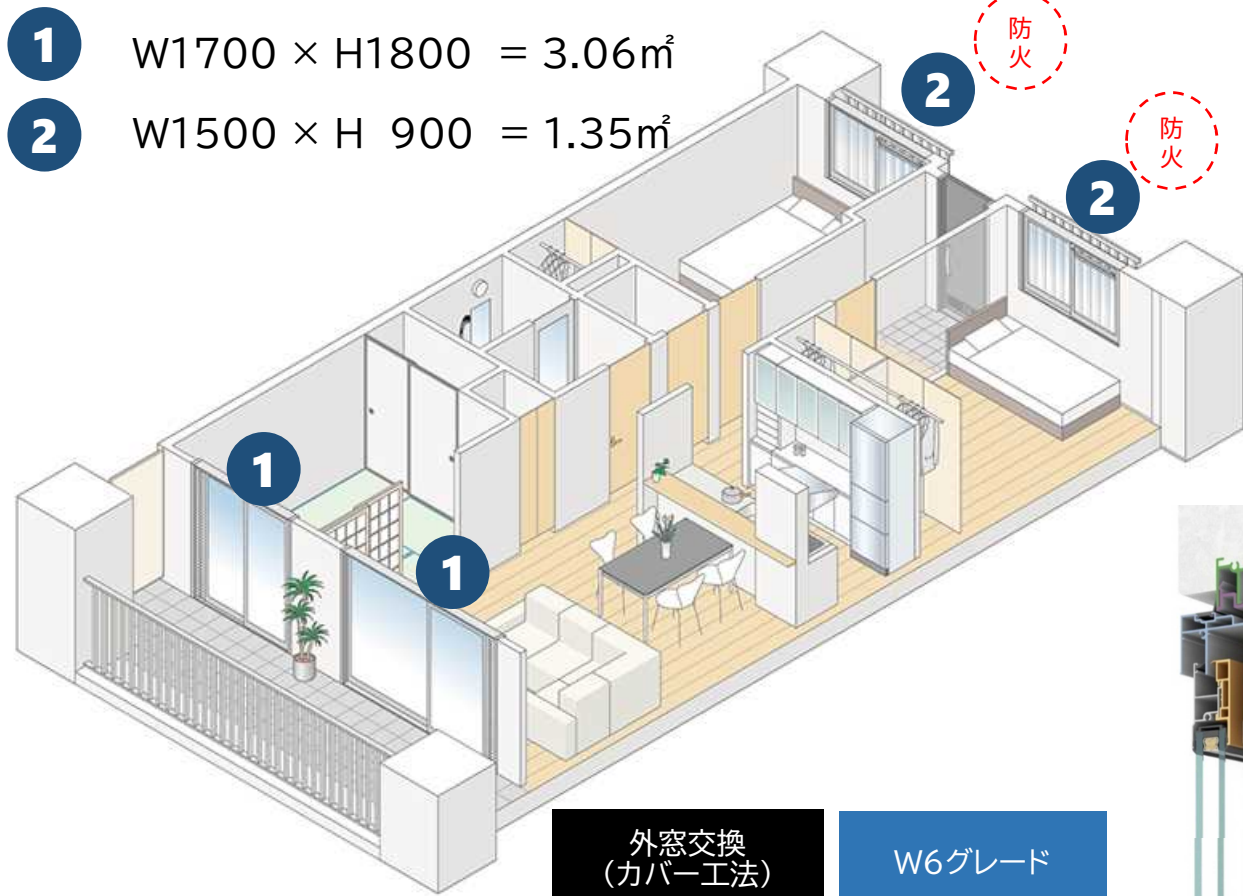 1 W1700 × H1800 = 3.06㎡
2 W1500 × H 900 = 1.35㎡
防
火
2
防
火
2
1
1
外窓交換
(カバー工法)
W6グレード